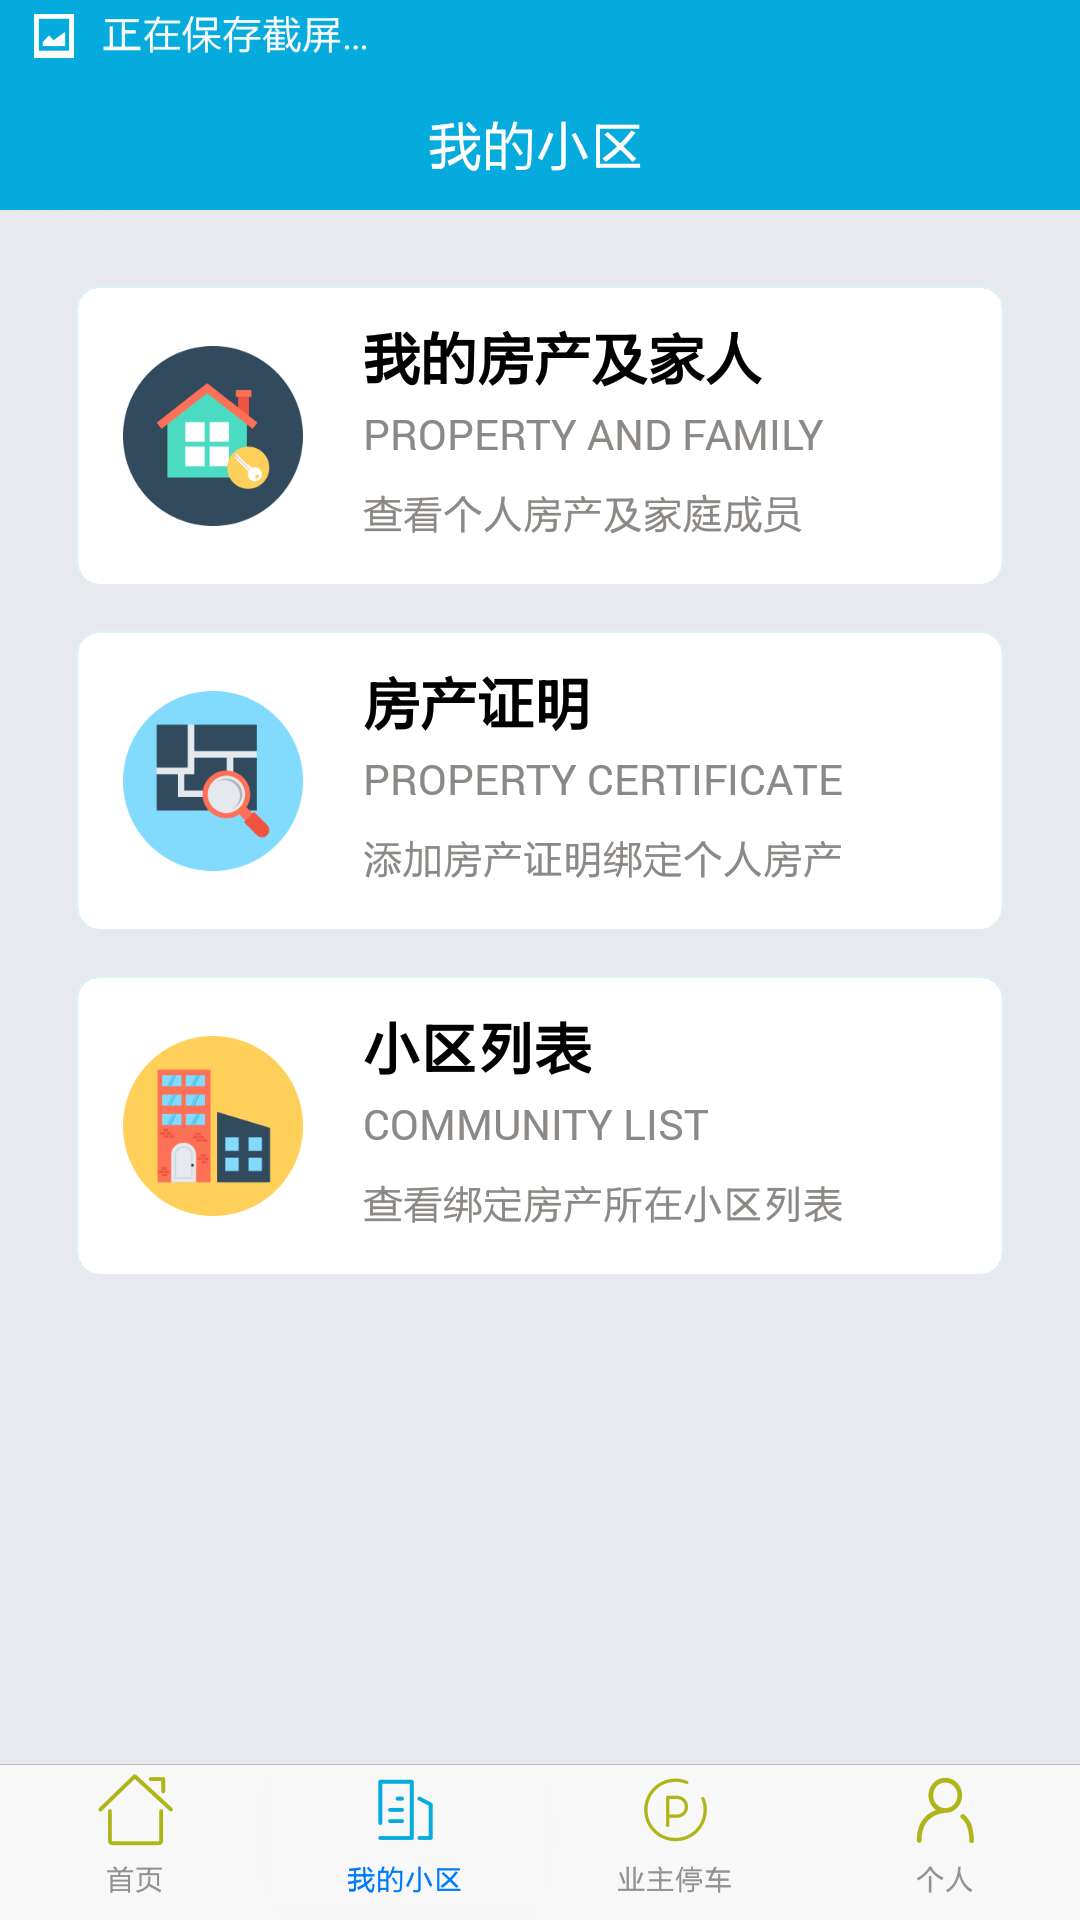 正在保存截屏...
我的小区
我的房产及家人
PROPERTY AND FAMILY
查看个人房产及家庭成员
房产证明
PROPERTY CERTIFICATE
添加房产证明绑定个人房产
小区列表
COMMUNITY LIST
查看绑定房产所在小区列表
首页
我的小区
P
业主停车
个人